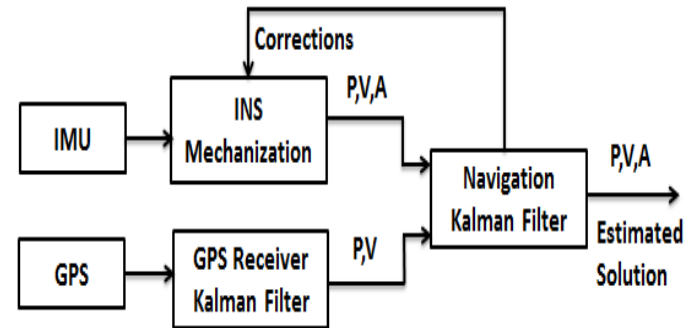 Corrections
P,V,A
IMU
INS
Mechanization
P,V,A
Navigation
Kalman Filter
GPS
GPS Receiver
Kalman Filter
P,V
Estimated
Solution